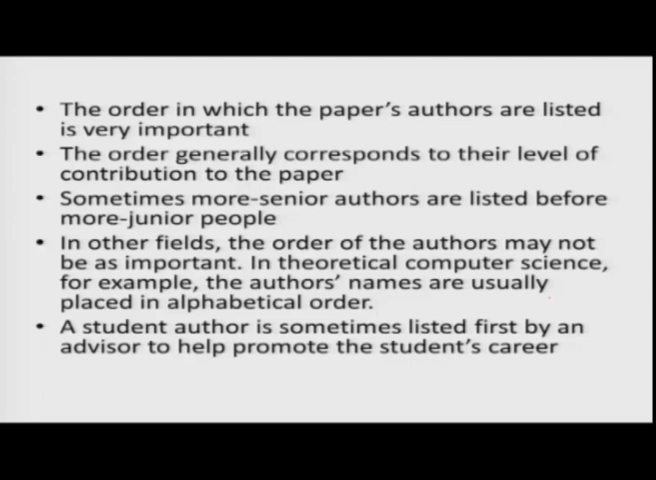 • The order in which the paper's authors are listed
is very important
• The order generally corresponds to their level of
contribution to the paper
• Sometimes more-senior authors are listed before
more-junior people
• In other fields, the order of the authors may not
be as important. In theoretical computer science,
for example, the authors' names are usually
placed in alphabetical order.
• A student author is sometimes listed first by an
advisor to help promote the student's career